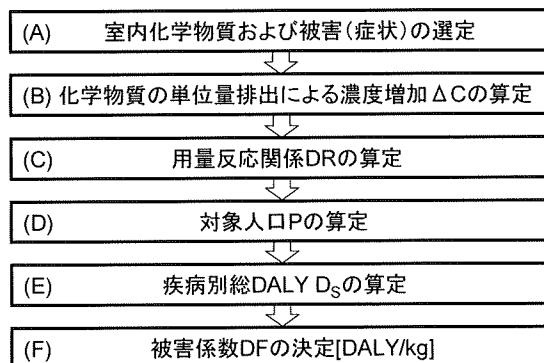 (A) 室内化学物質および被害(症状)の選定
(B) 化学物質の単位量排出による濃度増加ΔCの算定
(C) 用量反応関係DRの算定
(D) 対象人口Pの算定
(E) 疾病別総DALY DSの算定
(F) 被害係数DFの決定[DALY/kg]